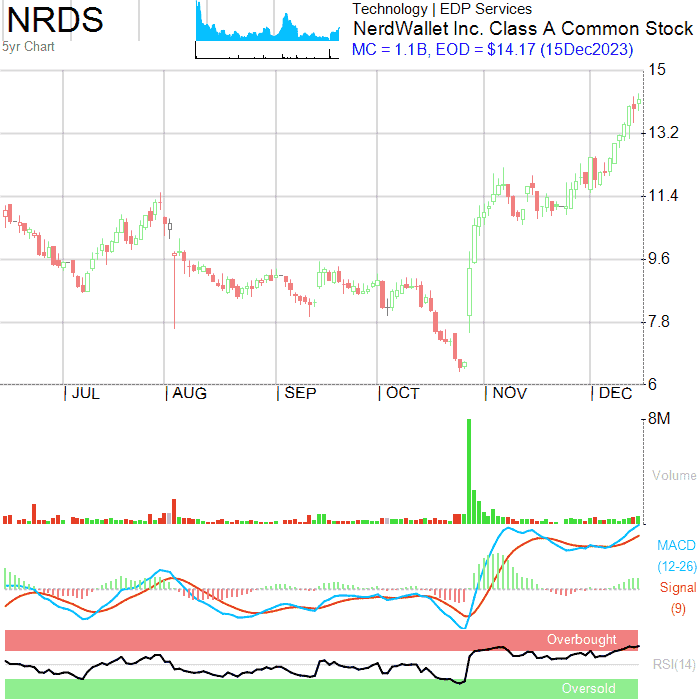 NRDS
5yr Chart
Technology | EDP Services
NerdWallet Inc. Class A Common Stock
MC = 1.1B, EOD = $14.17 (15Dec2023)
15
13.2
11.4
9.6
7.8
6
JUL
AUG
SEP
OCT
NOV
DEC
8M
Volume
MACD
(12-26)
Signal
(9)
Overbought
RSI(14)
Oversold